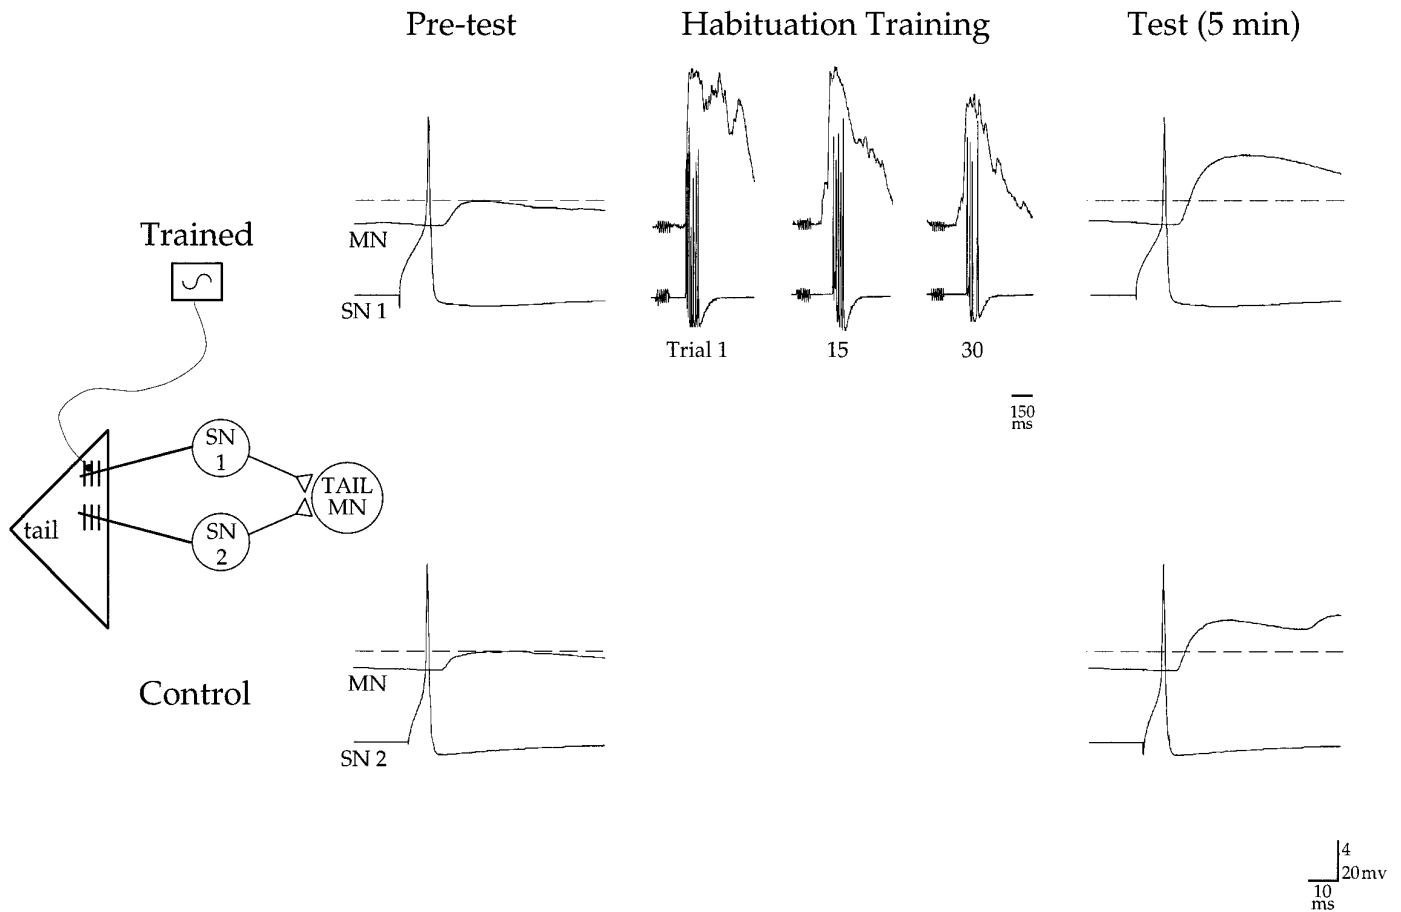 Pre-test
Habituation Training
Test (5 min)
Trained
MN
SN 1
Trial 1
15
30
150
ms
SN
1
TAIL
MN
tail
SN
2
Control
MN
SN 2
4
20mv
10
ms